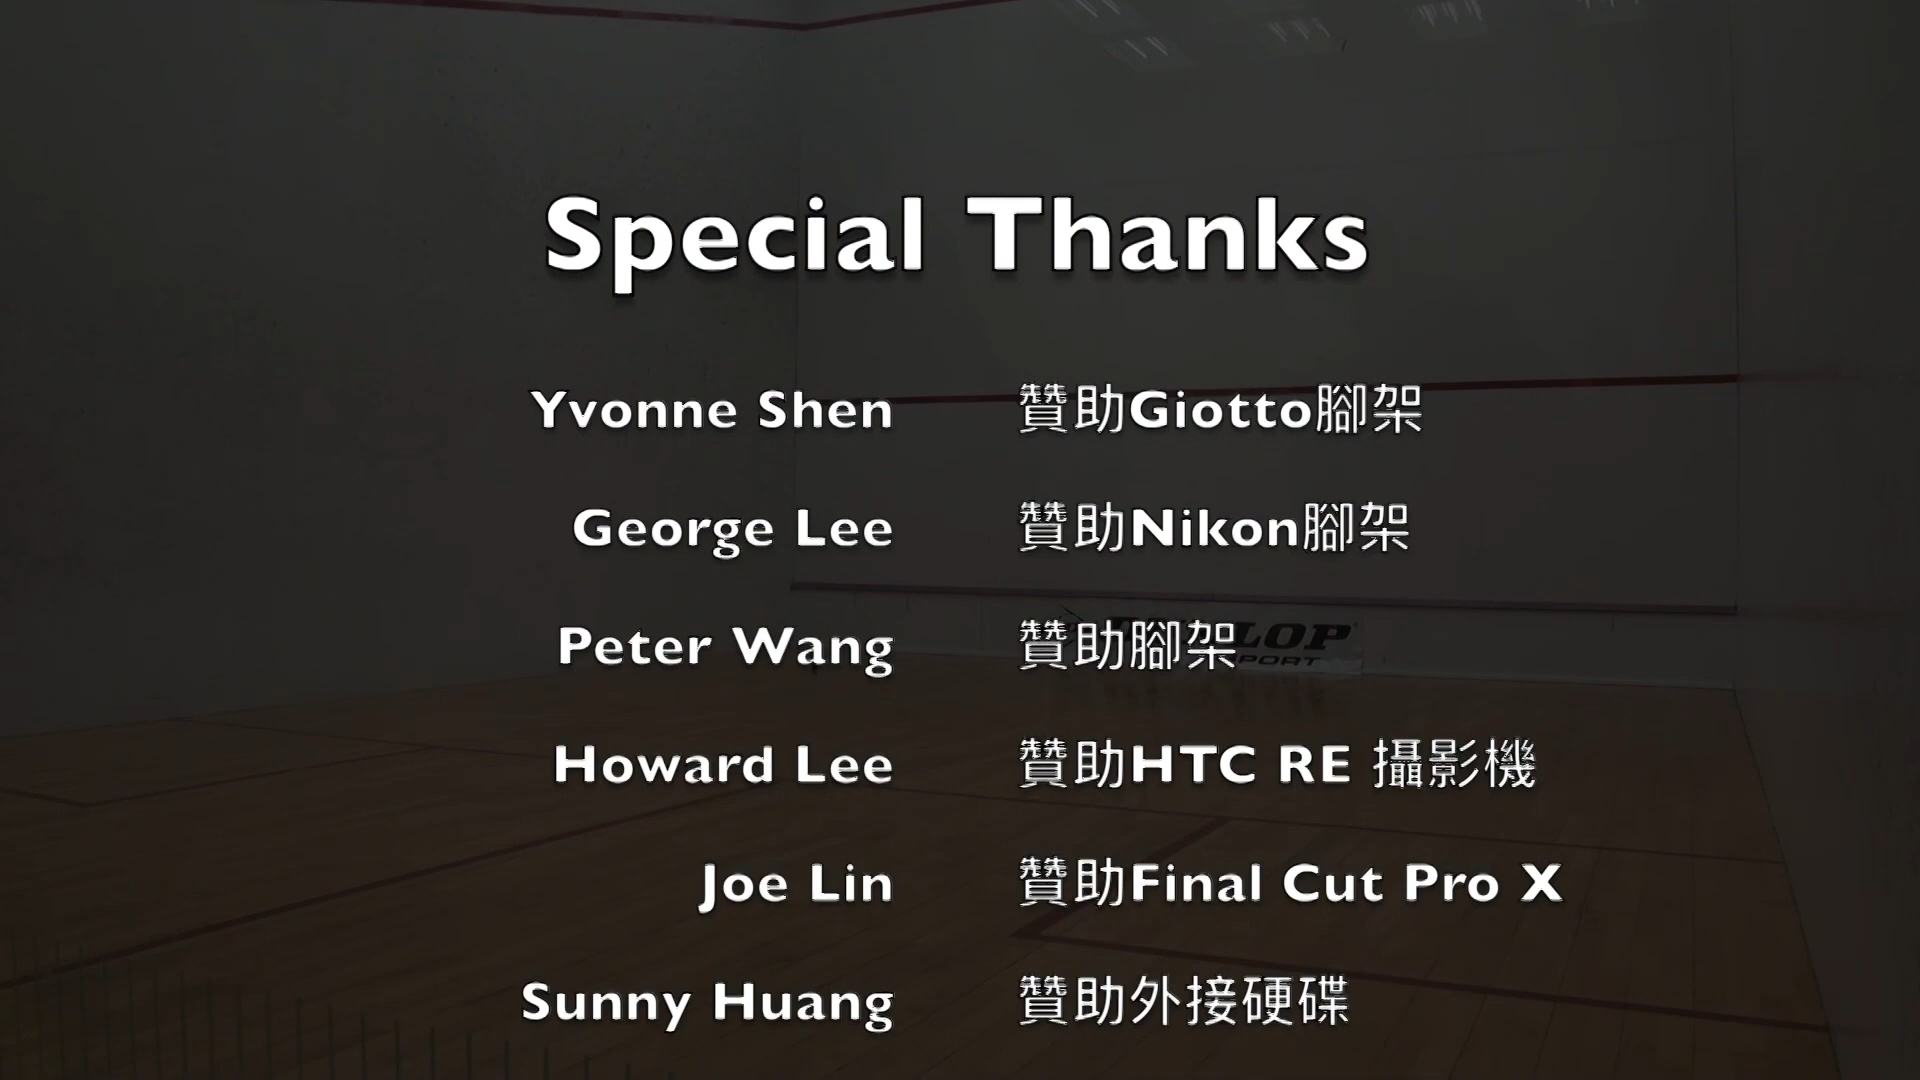 Special Thanks
Yvonne Shen 贊助Giotto腳架
George Lee 贊助Nikon腳架
Peter Wang 贊助腳架
Howard Lee 贊助HTC RE 攝影機
Joe Lin 贊助Final Cut Pro X
Sunny Huang 贊助外接硬碟